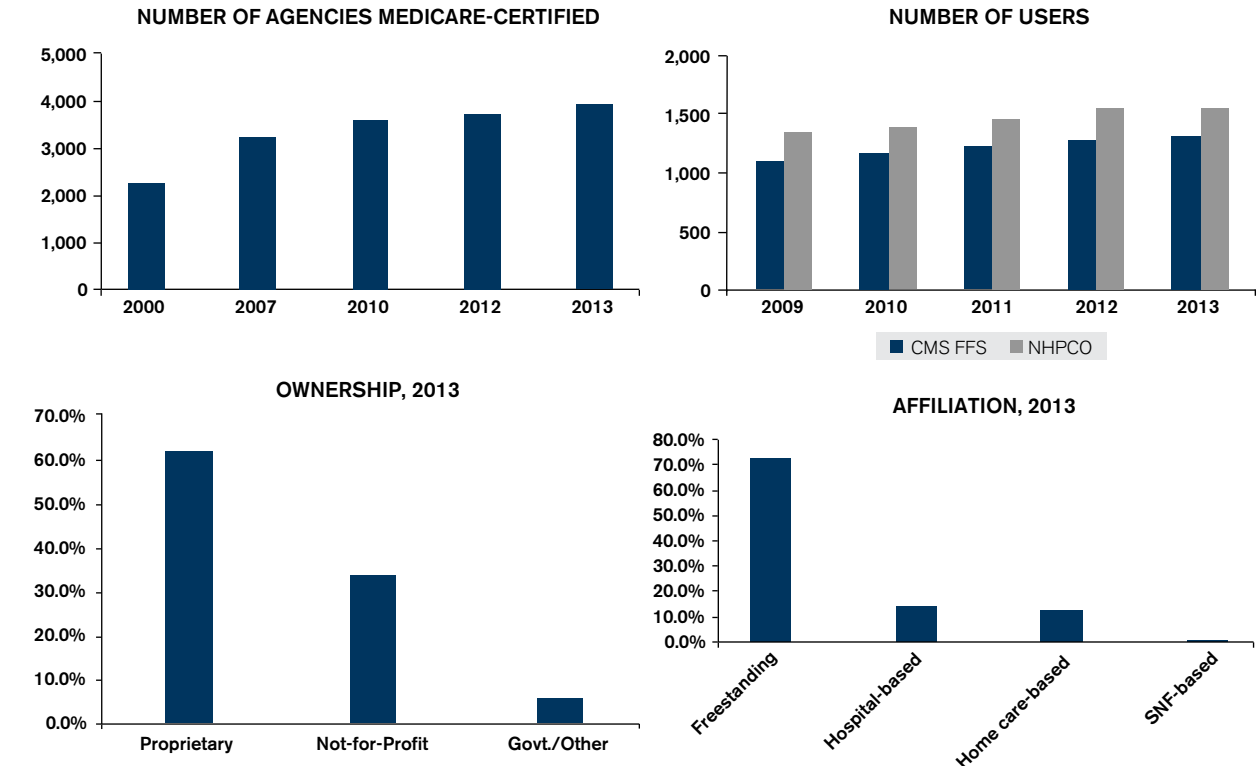 NUMBER OF AGENCIES MEDICARE-CERTIFIED
5,000
4,000
3,000
2,000
1,000
0
2000 2007 2010 2012 2013
NUMBER OF USERS
2,000
1,500
1,000
500
0
2009 2010 2011 2012 2013
CMS FFS NHPCO
OWNERSHIP, 2013
70.0%
60.0%
50.0%
40.0%
30.0%
20.0%
10.0%
0.0%
Proprietary Not-for-Profit Govt./Other
AFFILIATION, 2013
80.0%
70.0%
60.0%
50.0%
40.0%
30.0%
20.0%
10.0%
0.0%
Freestanding
Hospital-based
Home care-based
SNF-based